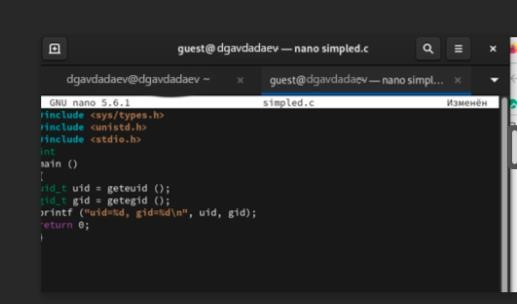 guest@dgavdadaev — nano simpled.c
dgavdadaev@dgavdadaev ~ ×
guest@dgavdadaev — nano simpl... ×
GNU nano 5.6.1 simpled.c Изменён
#include <sys/types.h>
#include <unistd.h>
#include <stdio.h>
int
main ()
{
uid_t uid = geteuid ();
gid_t gid = getegid ();
printf ("uid=%d, gid=%d\n", uid, gid);
return 0;
}